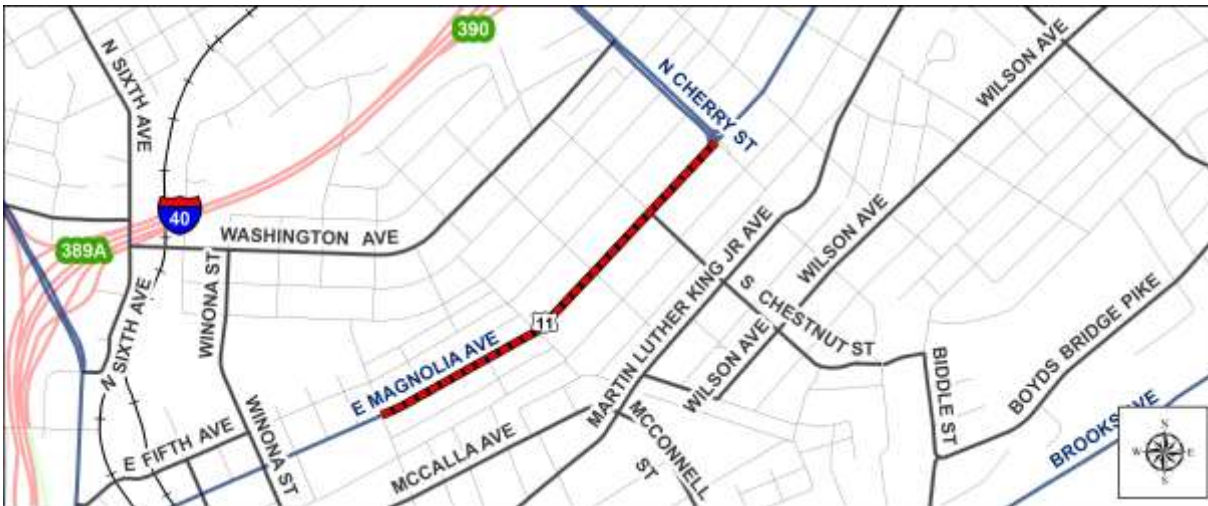 390
N SIXTH AVE
N CHERRY ST
WILSON AVE
40
WASHINGTON AVE
389A
WILSON AVE
MARTIN LUTHER KING JR AVE
S CHESTNUT ST
BOYDS BRIDGE PIKE
WINONA ST
N SIXTH AVE
11
E MAGNOLIA AVE
WILSON AVE
BIDDLE ST
E FIFTH AVE
WINONA ST
MCCALLA AVE
MCCONNELL
ST
BROOKS AVE
W
E
S